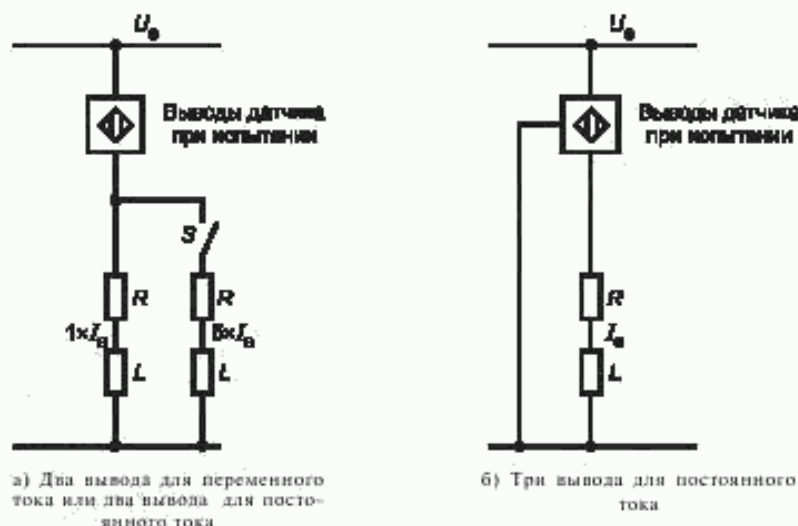 Uₑ
Выводы датчика
при испытании
S
R
R
1×Iₑ
5×Iₑ
L
L
а) Два вывода для переменного
тока или два вывода для посто-
янного тока
Uₑ
Выводы датчика
при испытании
R
Iₑ
L
б) Три вывода для постоянного
тока